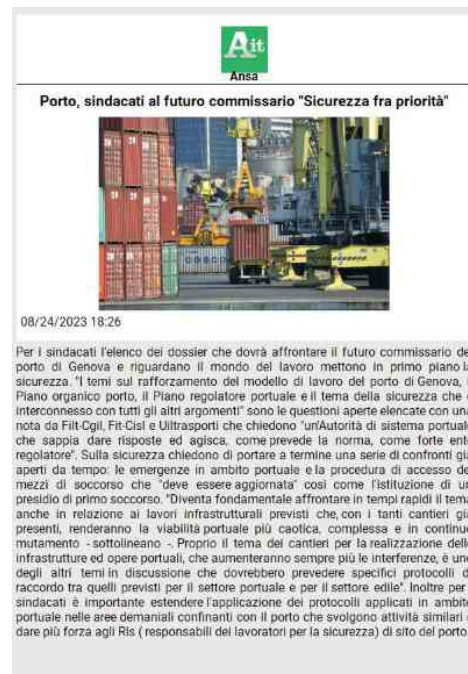 Ait
Ansa
Porto, sindacati al futuro commissario "Sicurezza fra priorità"
COSCO
08/24/2023 18:26
Per i sindacati l'elenco dei dossier che dovrà affrontare il futuro commissario de
porto di Genova e riguardano il mondo del lavoro mettono in primo piano la
sicurezza. "I temi sul rafforzamento del modello di lavoro del porto di Genova, i
Piano organico porto, il Piano regolatore portuale e il tema della sicurezza che è
interconnesso con tutti gli altri argomenti" sono le questioni aperte elencate con una
nota da Filt-Cgil, Fit-Cisl e Uiltrasporti che chiedono "un'Autorità di sistema portuale
che sappia dare risposte ed agisca, come prevede la norma, come forte ente
regolatore". Sulla sicurezza chiedono di portare a termine una serie di confronti già
aperti da tempo: le emergenze in ambito portuale e la procedura di accesso de
mezzi di soccorso che "deve essere aggiornata" così come l'istituzione di un
presidio di primo soccorso. "Diventa fondamentale affrontare in tempi rapidi il tema
anche in relazione ai lavori infrastrutturali previsti che, con i tanti cantieri già
presenti, renderanno la viabilità portuale più caotica, complessa e in continuo
mutamento - sottolineano -. Proprio il tema dei cantieri per la realizzazione delle
infrastrutture ed opere portuali, che aumenteranno sempre più le interferenze, è uno
degli altri temi in discussione che dovrebbero prevedere specifici protocolli d
raccordo tra quelli previsti per il settore portuale e per il settore edile". Inoltre per
sindacati è importante estendere l'applicazione dei protocolli applicati in ambito
portuale nelle aree demaniali confinanti con il porto che svolgono attività similari e
dare più forza agli Rls ( responsabili dei lavoratori per la sicurezza) di sito del porto.